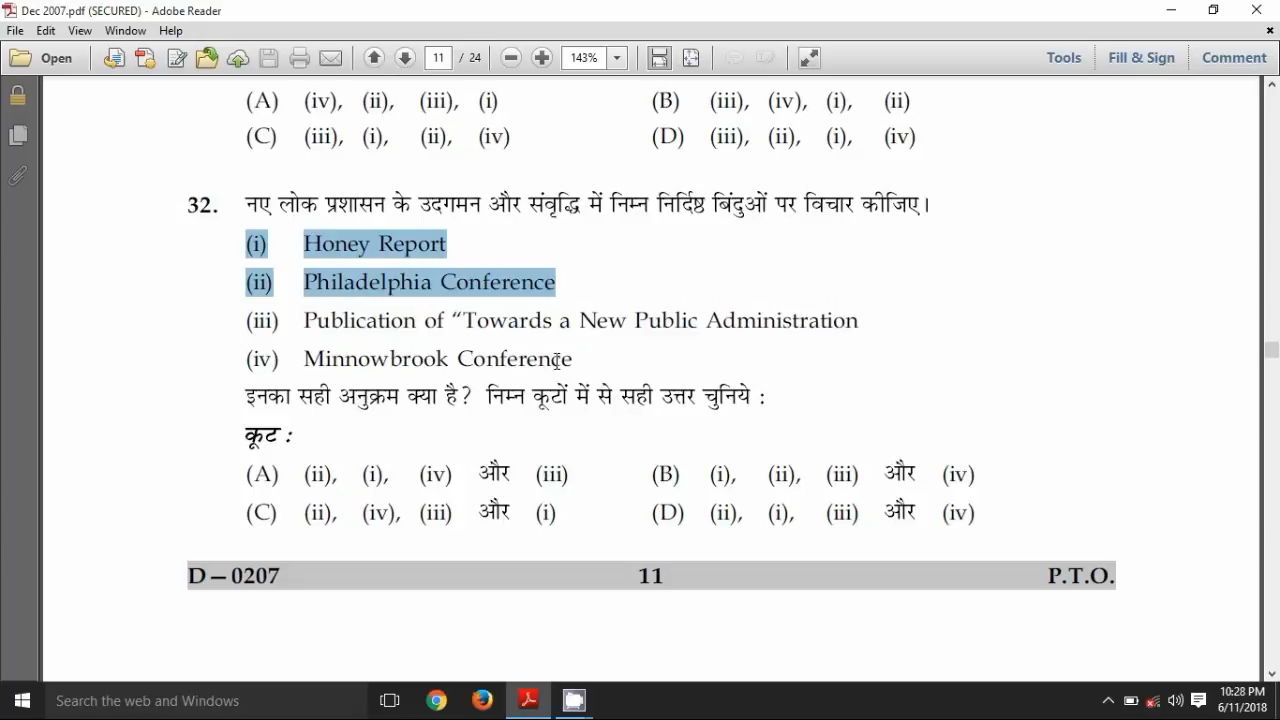 Dec 2007.pdf (SECURED) - Adobe Reader
File Edit View Window Help
Open 11 / 24 143% Tools Fill & Sign Comment
(A) (iv), (ii), (iii), (i) (B) (iii), (iv), (i), (ii)
(C) (iii), (i), (ii), (iv) (D) (iii), (ii), (i), (iv)
32. नए लोक प्रशासन के उदगमन और संवृद्धि में निम्न निर्दिष्ठ बिंदुओं पर विचार कीजिए।
(i) Honey Report
(ii) Philadelphia Conference
(iii) Publication of “Towards a New Public Administration
(iv) Minnowbrook Conference
इनका सही अनुक्रम क्या है? निम्न कूटों में से सही उत्तर चुनिये :
कूट :
(A) (ii), (i), (iv) और (iii) (B) (i), (ii), (iii) और (iv)
(C) (ii), (iv), (iii) और (i) (D) (ii), (i), (iii) और (iv)
D – 0207 11 P.T.O.
Search the web and Windows 10:28 PM
6/11/2018